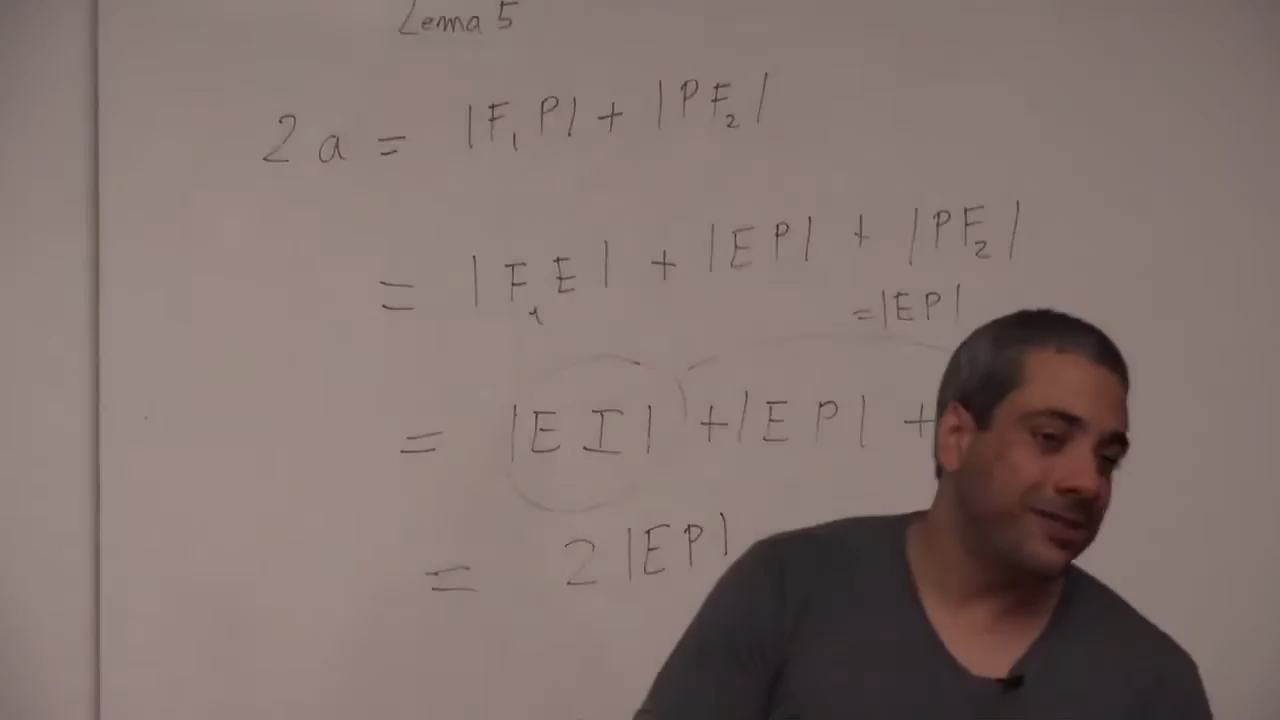 Lema 5
2a = |F₁P| + |PF₂|
= |F₁E| + |EP| + |PF₂|
=|EP|
= |EI| + |EP| +
= 2|EP|